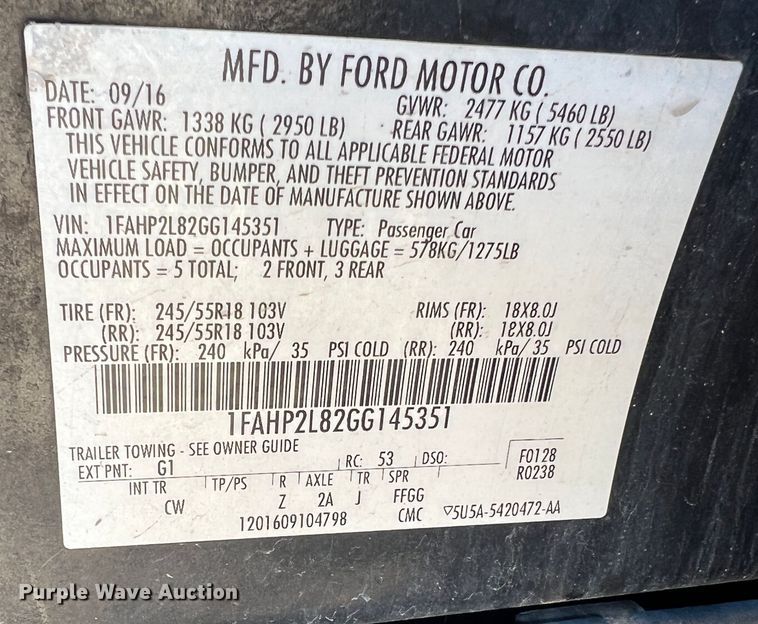 MFD. BY FORD MOTOR CO.
DATE: 09/16 GVWR: 2477 KG ( 5460 LB)
FRONT GAWR: 1338 KG ( 2950 LB) REAR GAWR: 1157 KG ( 2550 LB)
THIS VEHICLE CONFORMS TO ALL APPLICABLE FEDERAL MOTOR
VEHICLE SAFETY, BUMPER, AND THEFT PREVENTION STANDARDS
IN EFFECT ON THE DATE OF MANUFACTURE SHOWN ABOVE.
VIN: 1FAHP2L82GG145351 TYPE: Passenger Car
MAXIMUM LOAD = OCCUPANTS + LUGGAGE = 578KG/1275LB
OCCUPANTS = 5 TOTAL; 2 FRONT, 3 REAR
TIRE (FR): 245/55R18 103V RIMS (FR): 18X8.0J
(RR): 245/55R18 103V (RR): 18X8.0J
PRESSURE (FR): 240 kPa/ 35 PSI COLD (RR): 240 kPa/ 35 PSI COLD
1FAHP2L82GG145351
TRAILER TOWING - SEE OWNER GUIDE
EXT PNT: G1 RC: 53 DSO: F0128
R0238
INT TR TP/PS R AXLE TR SPR
CW Z 2A J FFGG
1201609104798 CMC ▽5U5A-5420472-AA
Purple Wave Auction